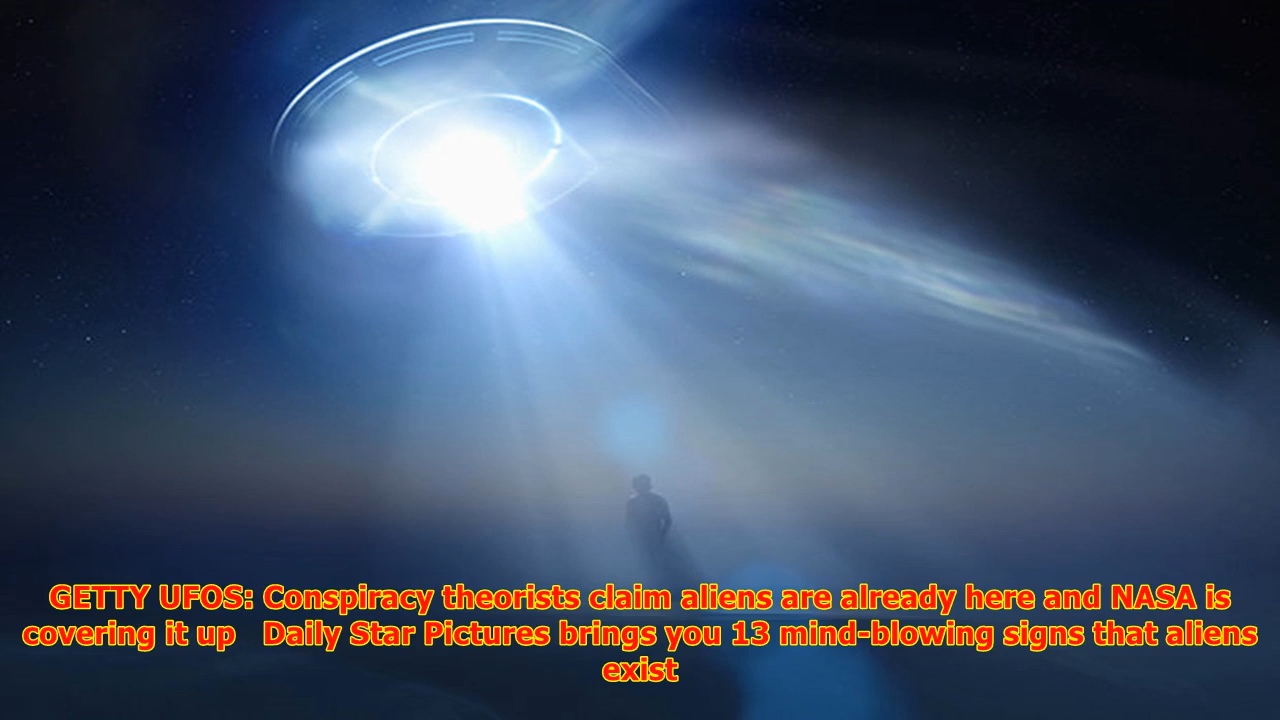 GETTY UFOS: Conspiracy theorists claim aliens are already here and NASA is
covering it up   Daily Star Pictures brings you 13 mind-blowing signs that aliens
exist